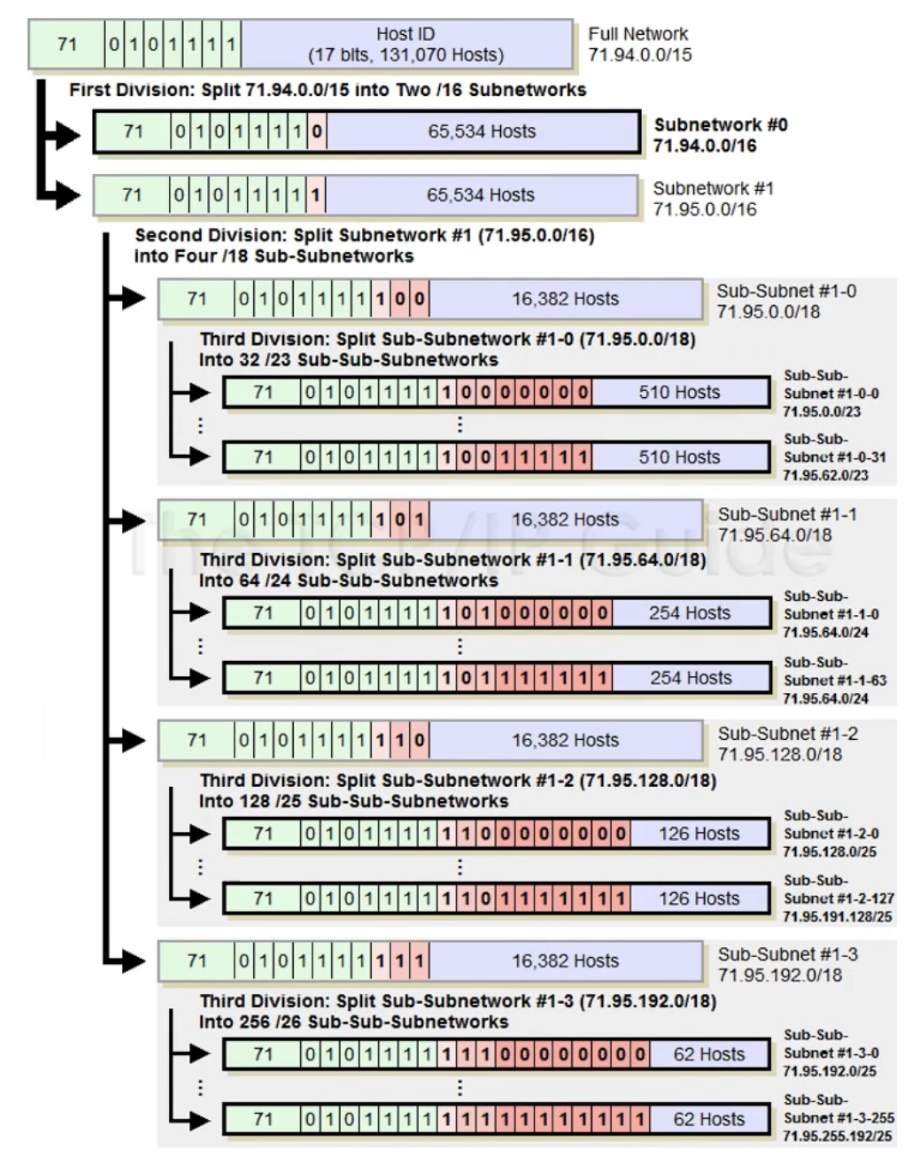 71 0 1 0 1 1 1 1 Host ID Full Network
(17 bits, 131,070 Hosts) 71.94.0.0/15
First Division: Split 71.94.0.0/15 into Two /16 Subnetworks
71 0 1 0 1 1 1 1 0 65,534 Hosts Subnetwork #0
71.94.0.0/16
71 0 1 0 1 1 1 1 1 65,534 Hosts Subnetwork #1
71.95.0.0/16
Second Division: Split Subnetwork #1 (71.95.0.0/16)
into Four /18 Sub-Subnetworks
71 0 1 0 1 1 1 1 1 0 0 16,382 Hosts Sub-Subnet #1-0
71.95.0.0/18
Third Division: Split Sub-Subnetwork #1-0 (71.95.0.0/18)
Into 32 /23 Sub-Sub-Subnetworks
71 0 1 0 1 1 1 1 1 0 0 0 0 0 0 0 510 Hosts Sub-Sub-
Subnet #1-0-0
71.95.0.0/23
71 0 1 0 1 1 1 1 1 0 0 1 1 1 1 1 510 Hosts Sub-Sub-
Subnet #1-0-31
71.95.62.0/23
71 0 1 0 1 1 1 1 1 0 1 16,382 Hosts Sub-Subnet #1-1
71.95.64.0/18
The TCP/IP Guide
Third Division: Split Sub-Subnetwork #1-1 (71.95.64.0/18)
Into 64 /24 Sub-Sub-Subnetworks
71 0 1 0 1 1 1 1 1 0 1 0 0 0 0 0 0 254 Hosts Sub-Sub-
Subnet #1-1-0
71.95.64.0/24
71 0 1 0 1 1 1 1 1 0 1 1 1 1 1 1 1 254 Hosts Sub-Sub-
Subnet #1-1-63
71.95.64.0/24
71 0 1 0 1 1 1 1 1 1 0 16,382 Hosts Sub-Subnet #1-2
71.95.128.0/18
Third Division: Split Sub-Subnetwork #1-2 (71.95.128.0/18)
Into 128 /25 Sub-Sub-Subnetworks
71 0 1 0 1 1 1 1 1 1 0 0 0 0 0 0 0 0 126 Hosts Sub-Sub-
Subnet #1-2-0
71.95.128.0/25
71 0 1 0 1 1 1 1 1 1 0 1 1 1 1 1 1 1 126 Hosts Sub-Sub-
Subnet #1-2-127
71.95.191.128/25
71 0 1 0 1 1 1 1 1 1 1 16,382 Hosts Sub-Subnet #1-3
71.95.192.0/18
Third Division: Split Sub-Subnetwork #1-3 (71.95.192.0/18)
Into 256 /26 Sub-Sub-Subnetworks
71 0 1 0 1 1 1 1 1 1 1 0 0 0 0 0 0 0 0 62 Hosts Sub-Sub-
Subnet #1-3-0
71.95.192.0/25
71 0 1 0 1 1 1 1 1 1 1 1 1 1 1 1 1 1 1 62 Hosts Sub-Sub-
Subnet #1-3-255
71.95.255.192/25